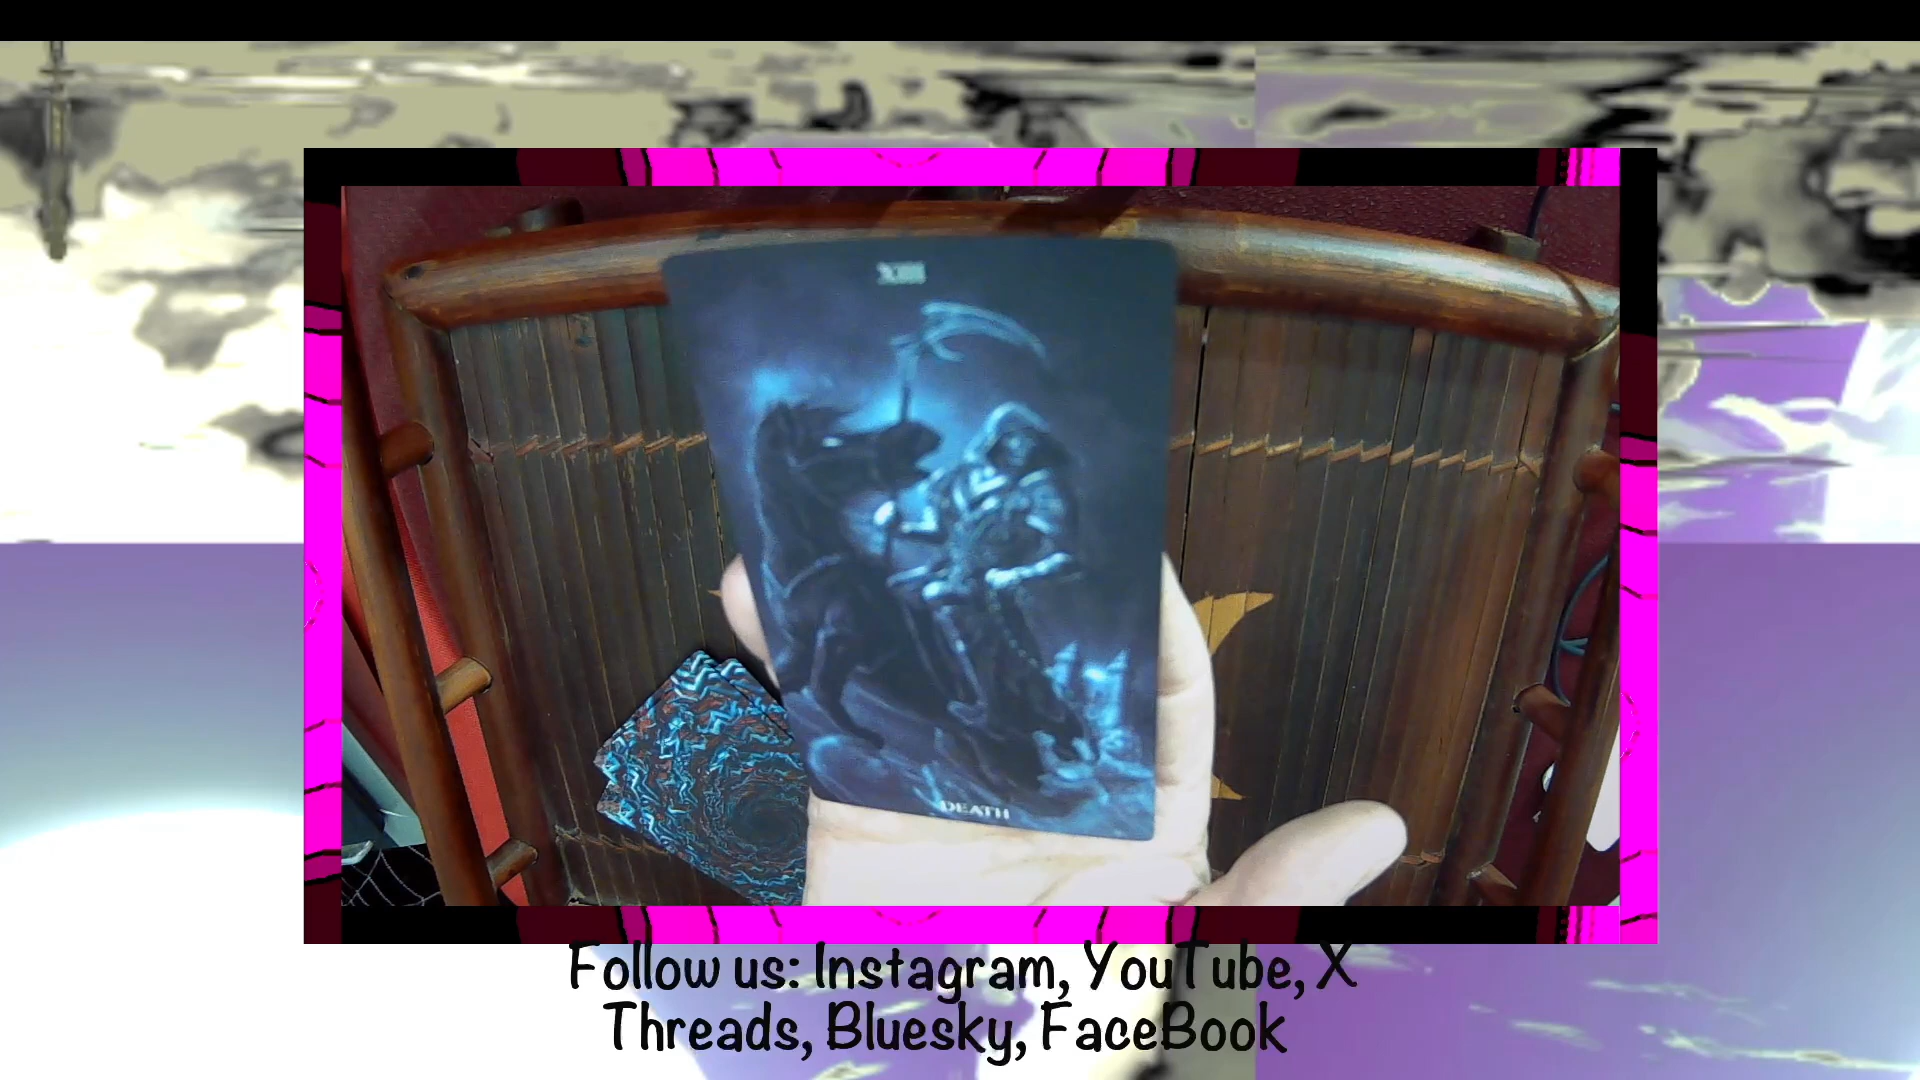 XIII
DEATH
Follow us: Instagram, YouTube, X
Threads, Bluesky, FaceBook